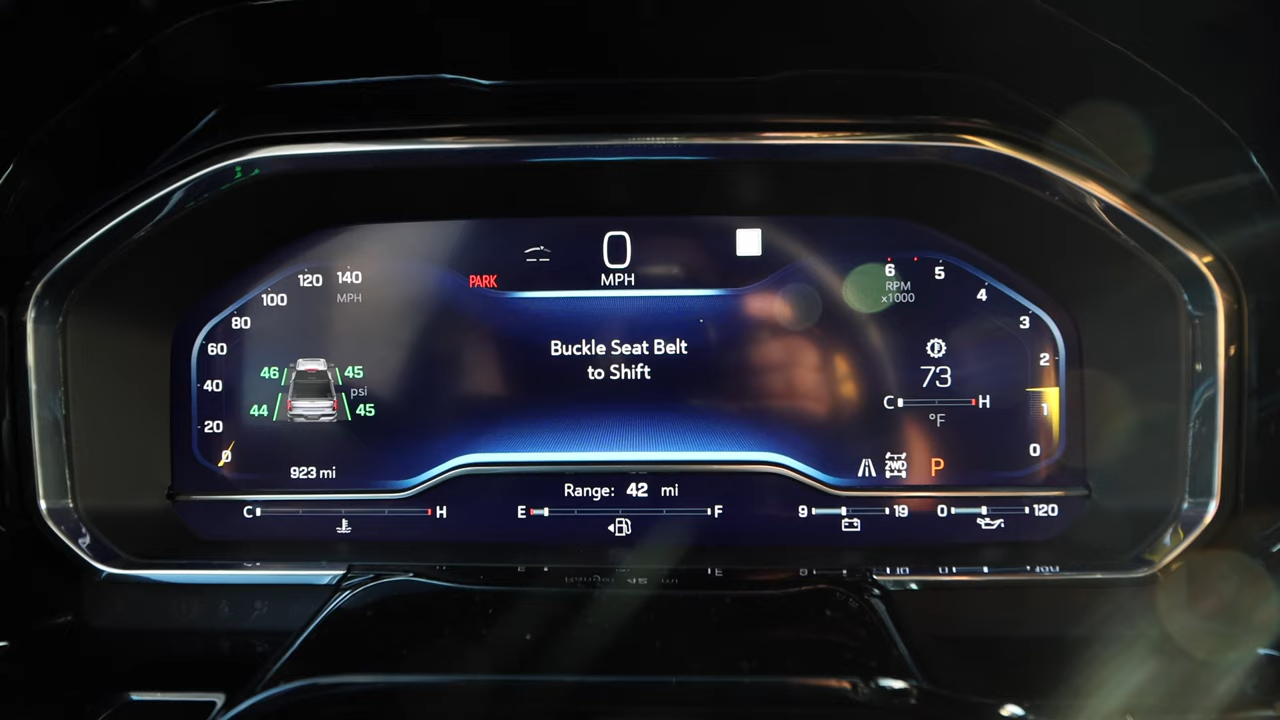 0
MPH
PARK
120 140
MPH
100
80
60
40
20
0
46 45
psi
44 45
923 mi
Buckle Seat Belt
to Shift
6
5
RPM
x1000
4
3
2
1
0
73
C H
°F
2WD
P
Range: 42 mi
C H
E F
9 19
0 120